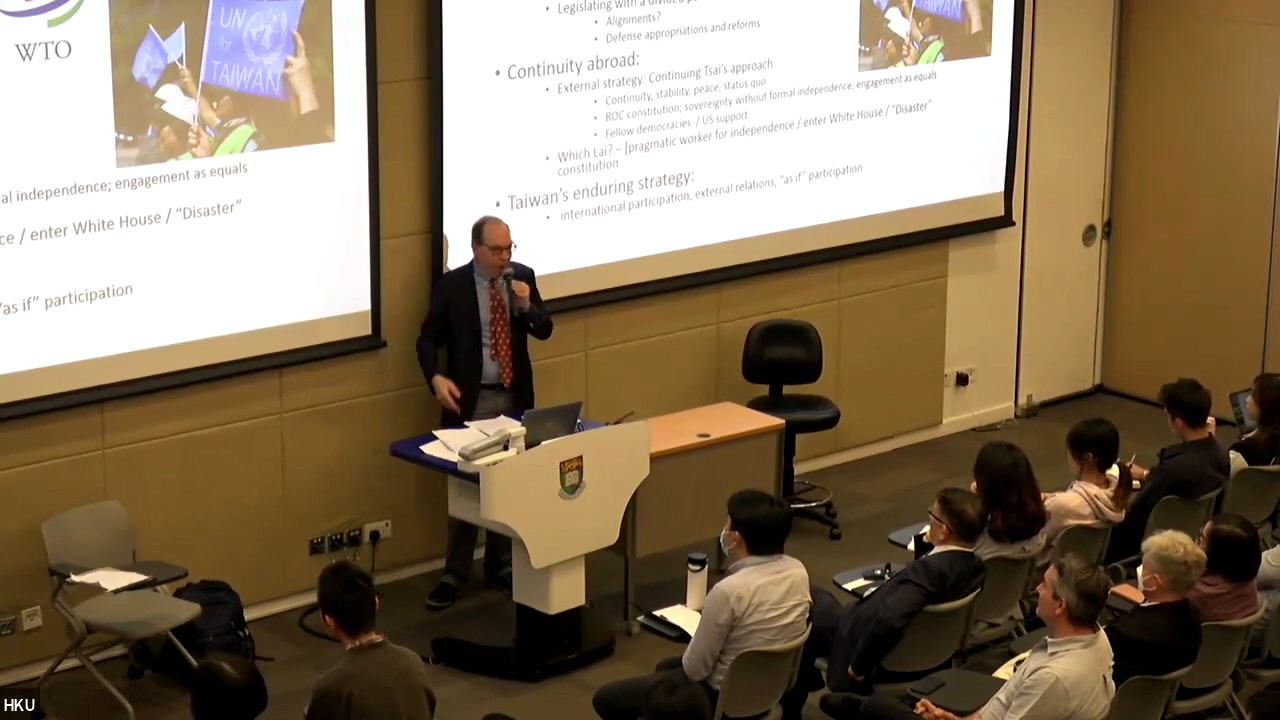 WTO
UN
for
TAIWAN
al independence; engagement as equals
ce / enter White House / “Disaster”
“as if” participation
• Legislating with a divided
• Alignments?
• Defense appropriations and reforms
• Continuity abroad:
• External strategy: Continuing Tsai’s approach
• Continuity, stability, peace, status quo
• ROC constitution; sovereignty without formal independence, engagement as equals
• Fellow democracies / US support
• Which Lai? – [pragmatic worker for independence / enter White House / “Disaster”
constitution
• Taiwan’s enduring strategy:
• international participation, external relations, “as if” participation
TAIWAN
HKU